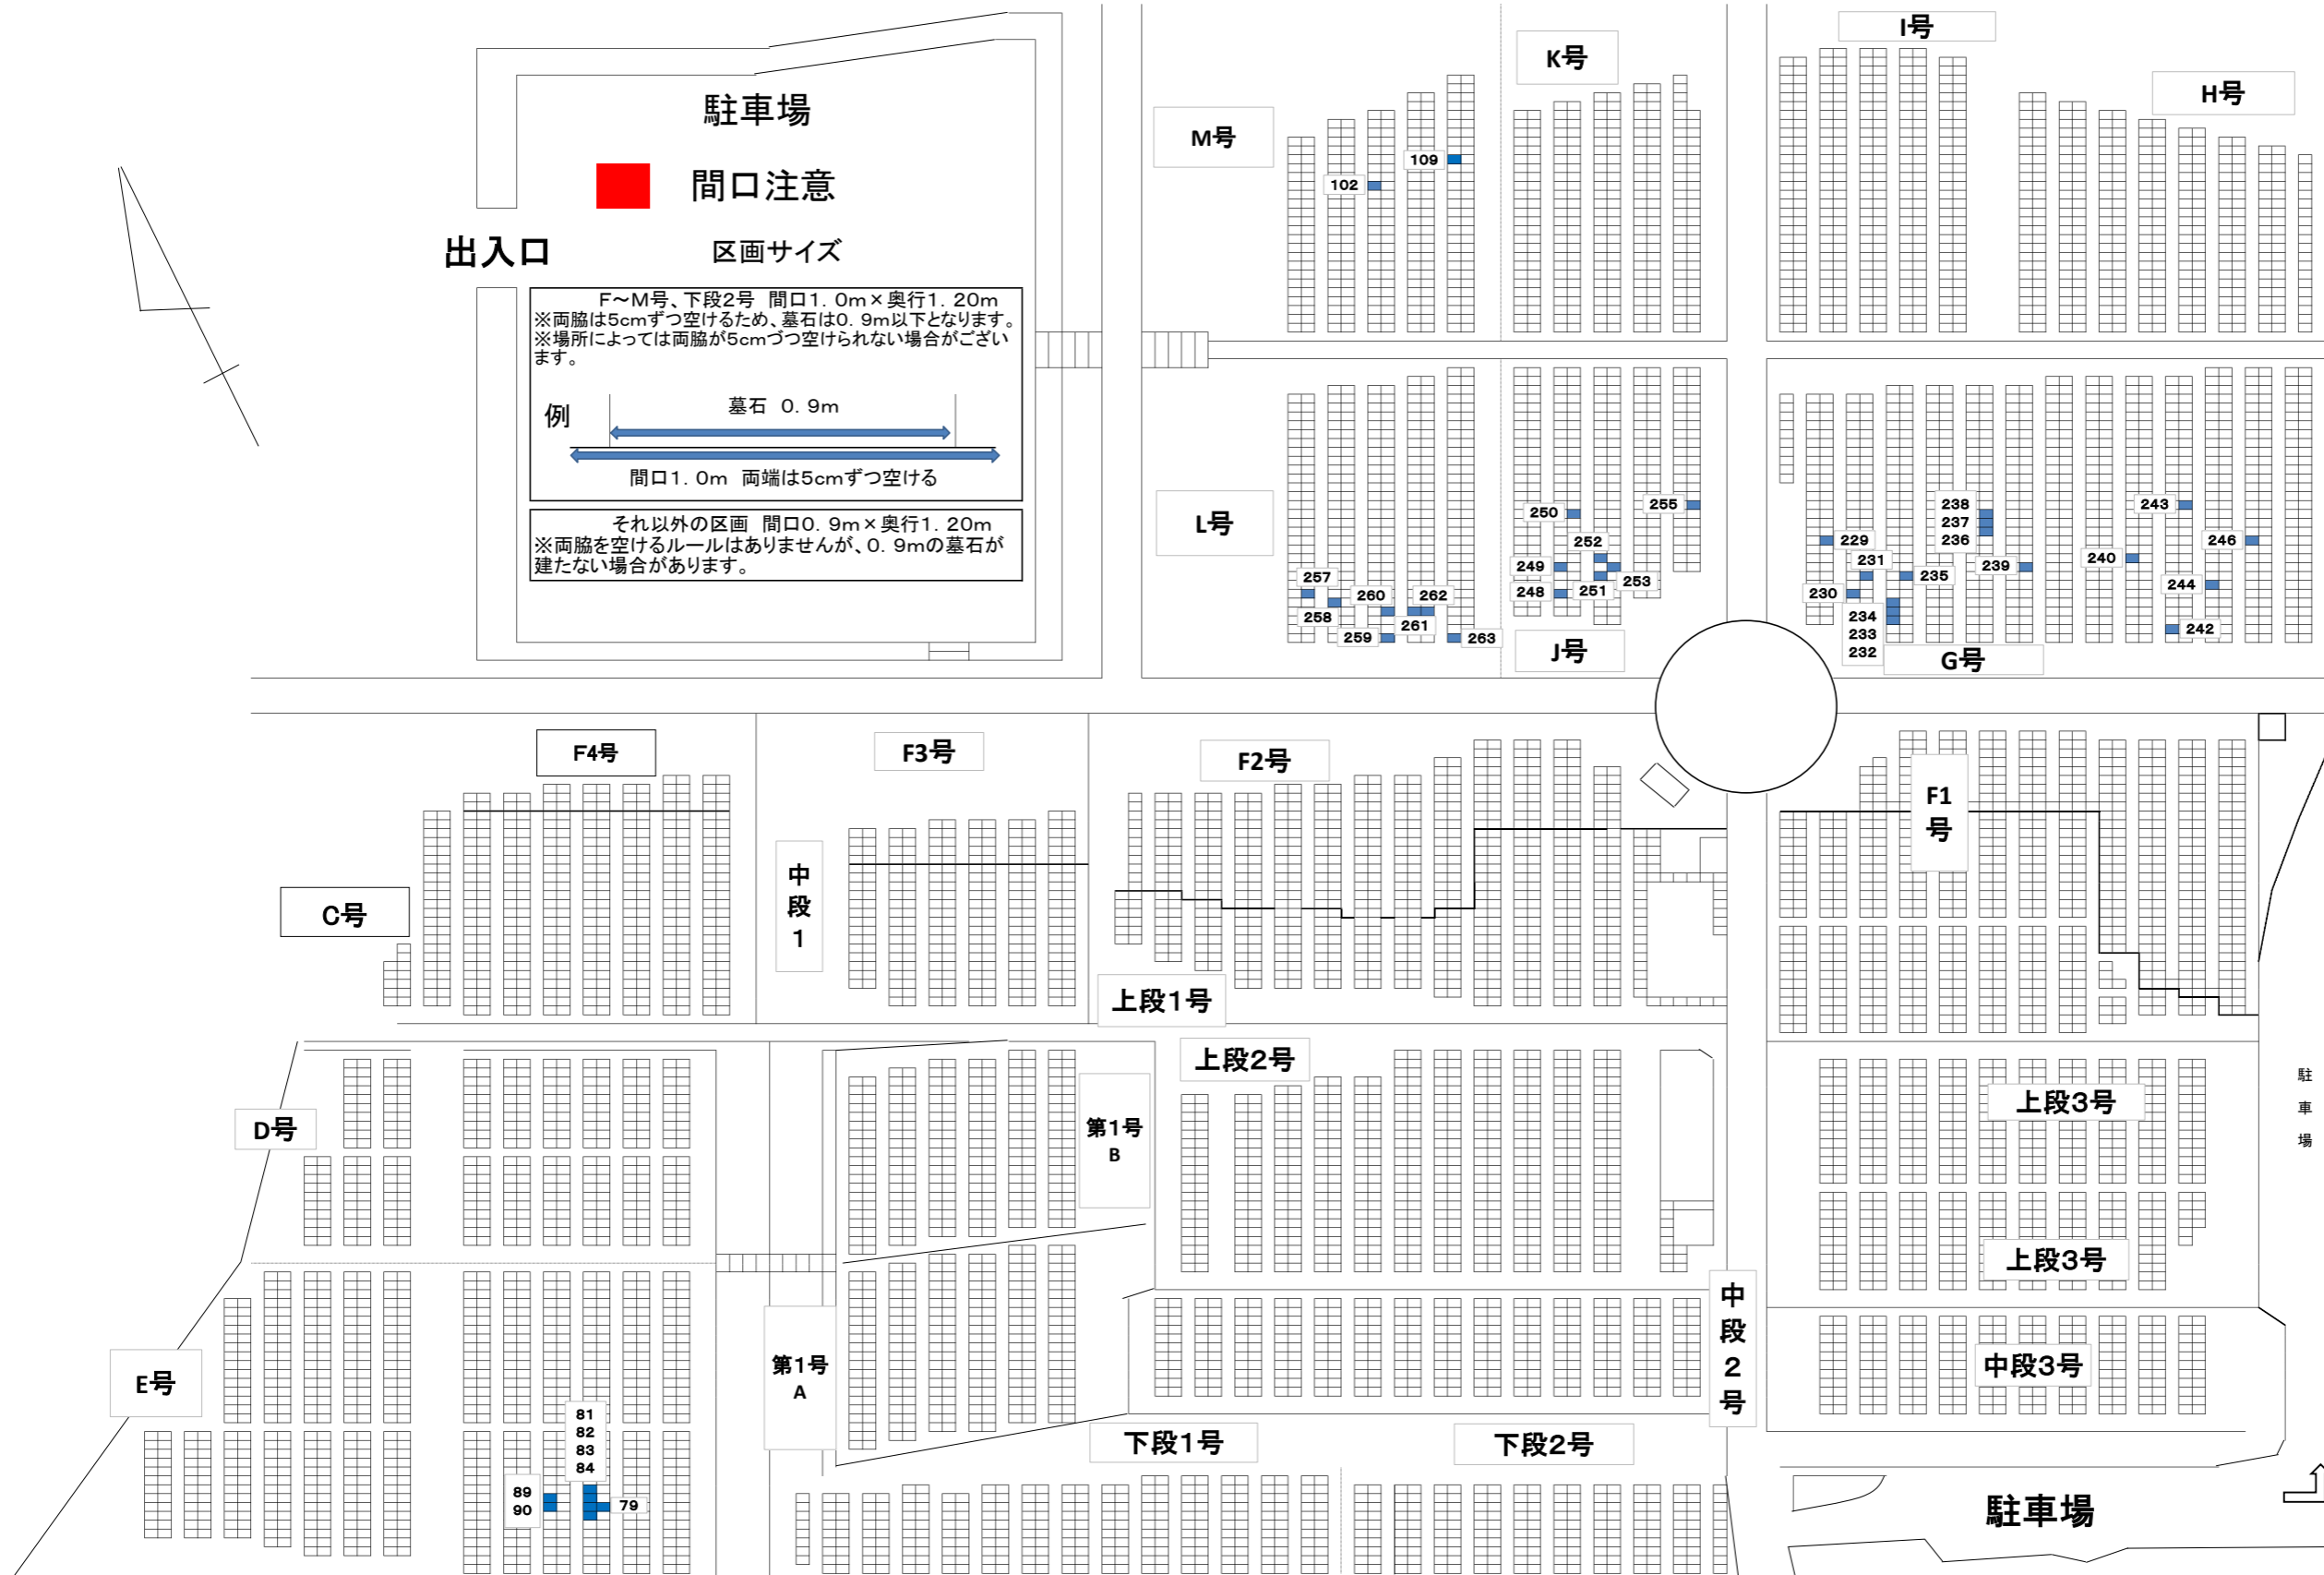 I号
K号
H号
駐車場
M号
109
102
間口注意
出入口
区画サイズ
F～M号、下段2号 間口1.0m×奥行1.20m
※両脇は5cmずつ空けるため、墓石は0.9m以下となります。
※場所によっては両脇が5cmづつ空けられない場合がござい
ます。
例
墓石 0.9m
間口1.0m 両端は5cmずつ空ける
それ以外の区画 間口0.9m×奥行1.20m
※両脇を空けるルールはありませんが、0.9mの墓石が
建たない場合があります。
L号
257
258
260
259
262
261
263
250
255
252
249
253
248
251
J号
238
237
236
243
229
246
231
240
235
239
244
230
234
233
232
242
G号
F4号
F3号
F2号
F1
号
C号
中
段
1
上段1号
上段2号
上段3号
駐
車
場
D号
第1号
B
上段3号
中
段
2
号
E号
第1号
A
中段3号
81
82
83
84
89
90
79
下段1号
下段2号
駐車場